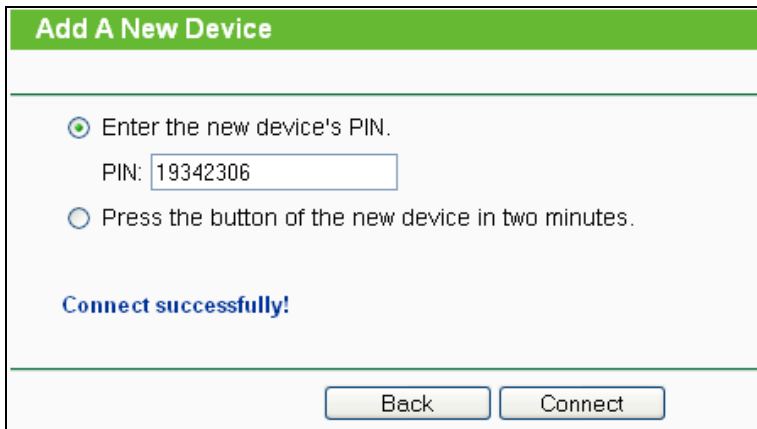 Add A New Device
Enter the new device's PIN.
PIN: 19342306
Press the button of the new device in two minutes.
Connect successfully!
Back Connect